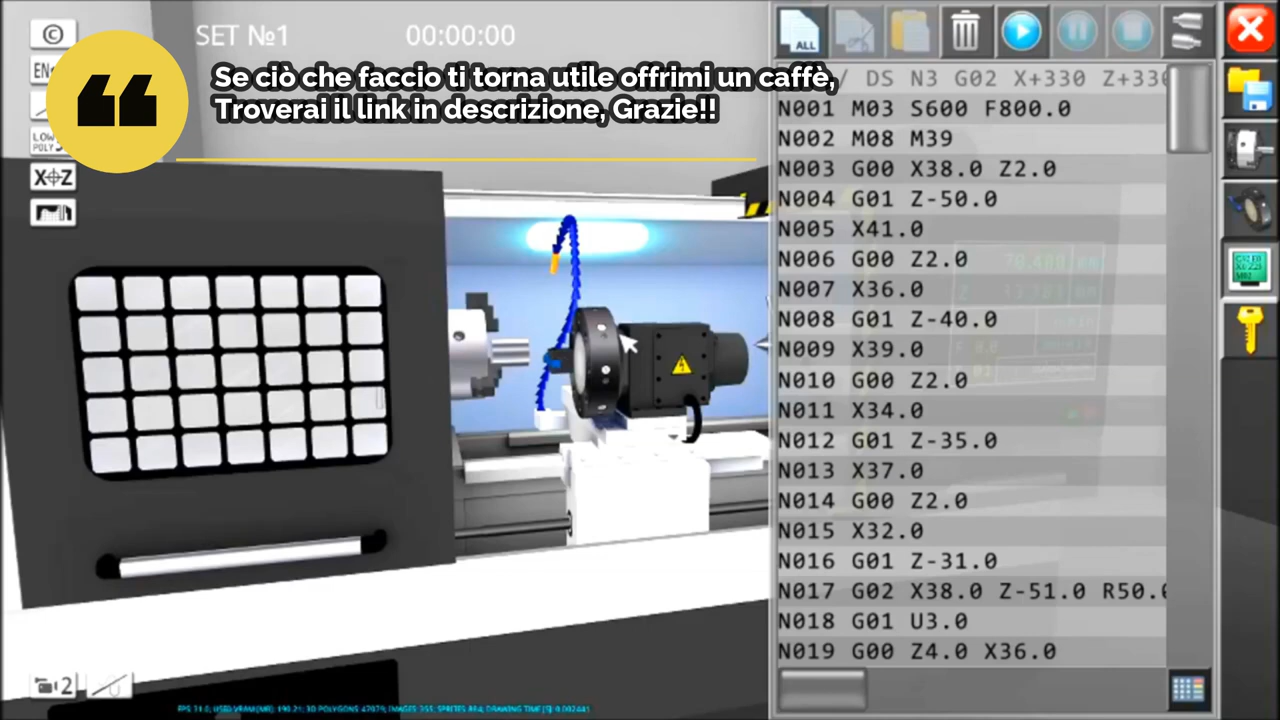 ©
SET №1
00:00:00
ALL
EN
Se ciò che faccio ti torna utile offrimi un caffè,
Troverai il link in descrizione, Grazie!!
LOW
POLY
X⌖Z
/ DS N3 G02 X+330 Z+330
N001 M03 S600 F800.0
N002 M08 M39
N003 G00 X38.0 Z2.0
N004 G01 Z-50.0
N005 X41.0
N006 G00 Z2.0
N007 X36.0
N008 G01 Z-40.0
N009 X39.0
N010 G00 Z2.0
N011 X34.0
N012 G01 Z-35.0
N013 X37.0
N014 G00 Z2.0
N015 X32.0
N016 G01 Z-31.0
N017 G02 X38.0 Z-51.0 R50.0
N018 G01 U3.0
N019 G00 Z4.0 X36.0
2